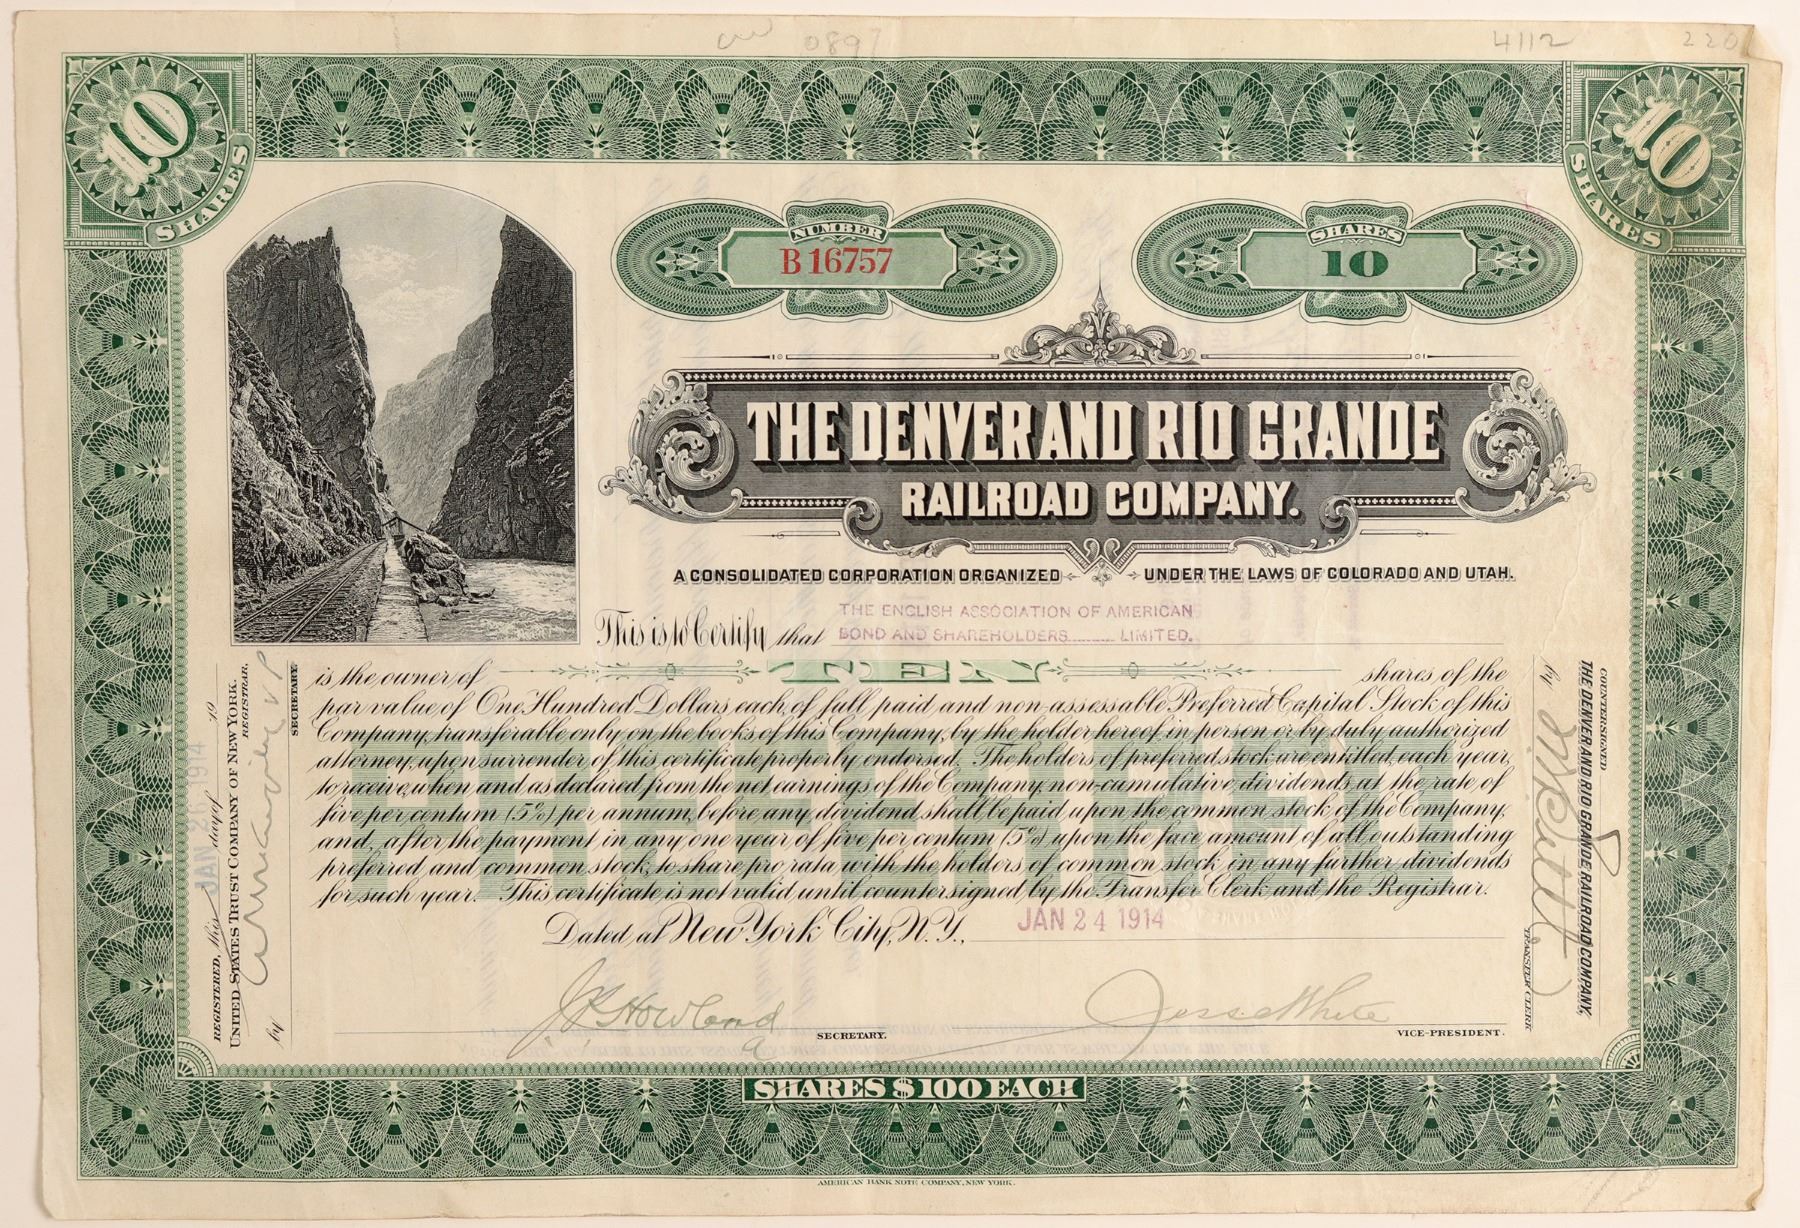 0897
4112
220
10
SHARES
10
SHARES
NUMBER
B 16757
SHARES
10
THE DENVER AND RIO GRANDE
RAILROAD COMPANY.
A CONSOLIDATED CORPORATION ORGANIZED UNDER THE LAWS OF COLORADO AND UTAH.
This is to Certify that THE ENGLISH ASSOCIATION OF AMERICAN
BOND AND SHAREHOLDERS LIMITED.
is the owner of TEN shares of the
par value of One Hundred Dollars each, of full paid and non-assessable Preferred Capital Stock of this
Company, transferable only on the books of this Company, by the holder hereof, in person or by duly authorized
attorney, upon surrender of this certificate properly endorsed. The holders of preferred stock are entitled, each year,
to receive, when and as declared from the net earnings of the Company, non-cumulative, dividends at the rate of
five per centum (5%) per annum, before any dividend shall be paid upon the common stock of the Company,
and, after the payment in any one year of five per centum (5%) upon the face amount of all outstanding
preferred and common stock, to share pro rata with the holders of common stock in any further dividends
for such year. This certificate is not valid until countersigned by the Transfer Clerk and the Registrar.
PREFERRED
Dated at New York City, N. Y., JAN 24 1914
Howland
SECRETARY.
Jesse White
VICE-PRESIDENT.
SHARES $100 EACH
AMERICAN BANK NOTE COMPANY, NEW YORK.
REGISTERED, this JAN 26 1914 day of 19
UNITED STATES TRUST COMPANY OF NEW YORK.
REGISTRAR.
by
SECRETARY.
COUNTERSIGNED
THE DENVER AND RIO GRANDE RAILROAD COMPANY,
by
TRANSFER CLERK